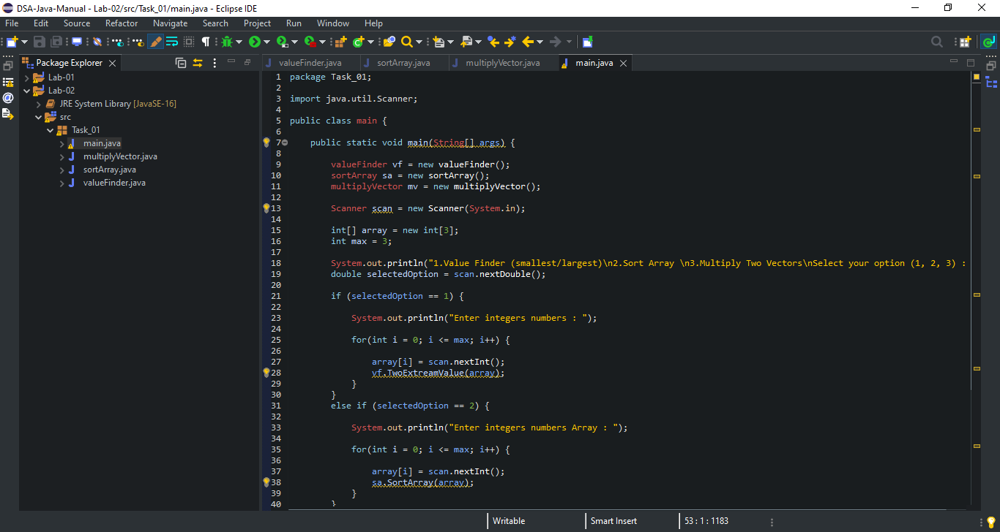 DSA-Java-Manual - Lab-02/src/Task_01/main.java - Eclipse IDE
File Edit Source Refactor Navigate Search Project Run Window Help
Package Explorer
valueFinder.java sortArray.java multiplyVector.java main.java
Lab-01
Lab-02
JRE System Library [JavaSE-16]
src
Task_01
main.java
multiplyVector.java
sortArray.java
valueFinder.java
1 package Task_01;
2
3 import java.util.Scanner;
4
5 public class main {
6
7 public static void main(String[] args) {
8
9 valueFinder vf = new valueFinder();
10 sortArray sa = new sortArray();
11 multiplyVector mv = new multiplyVector();
12
13 Scanner scan = new Scanner(System.in);
14
15 int[] array = new int[3];
16 int max = 3;
17
18 System.out.println("1.Value Finder (smallest/largest)\n2.Sort Array \n3.Multiply Two Vectors\nSelect your option (1, 2, 3) :
19 double selectedOption = scan.nextDouble();
20
21 if (selectedOption == 1) {
22
23 System.out.println("Enter integers numbers : ");
24
25 for(int i = 0; i <= max; i++) {
26
27 array[i] = scan.nextInt();
28 vf.TwoExtreamValue(array);
29 }
30 }
31 else if (selectedOption == 2) {
32
33 System.out.println("Enter integers numbers Array : ");
34
35 for(int i = 0; i <= max; i++) {
36
37 array[i] = scan.nextInt();
38 sa.SortArray(array);
39 }
40 }
Writable Smart Insert 53 : 1 : 1183